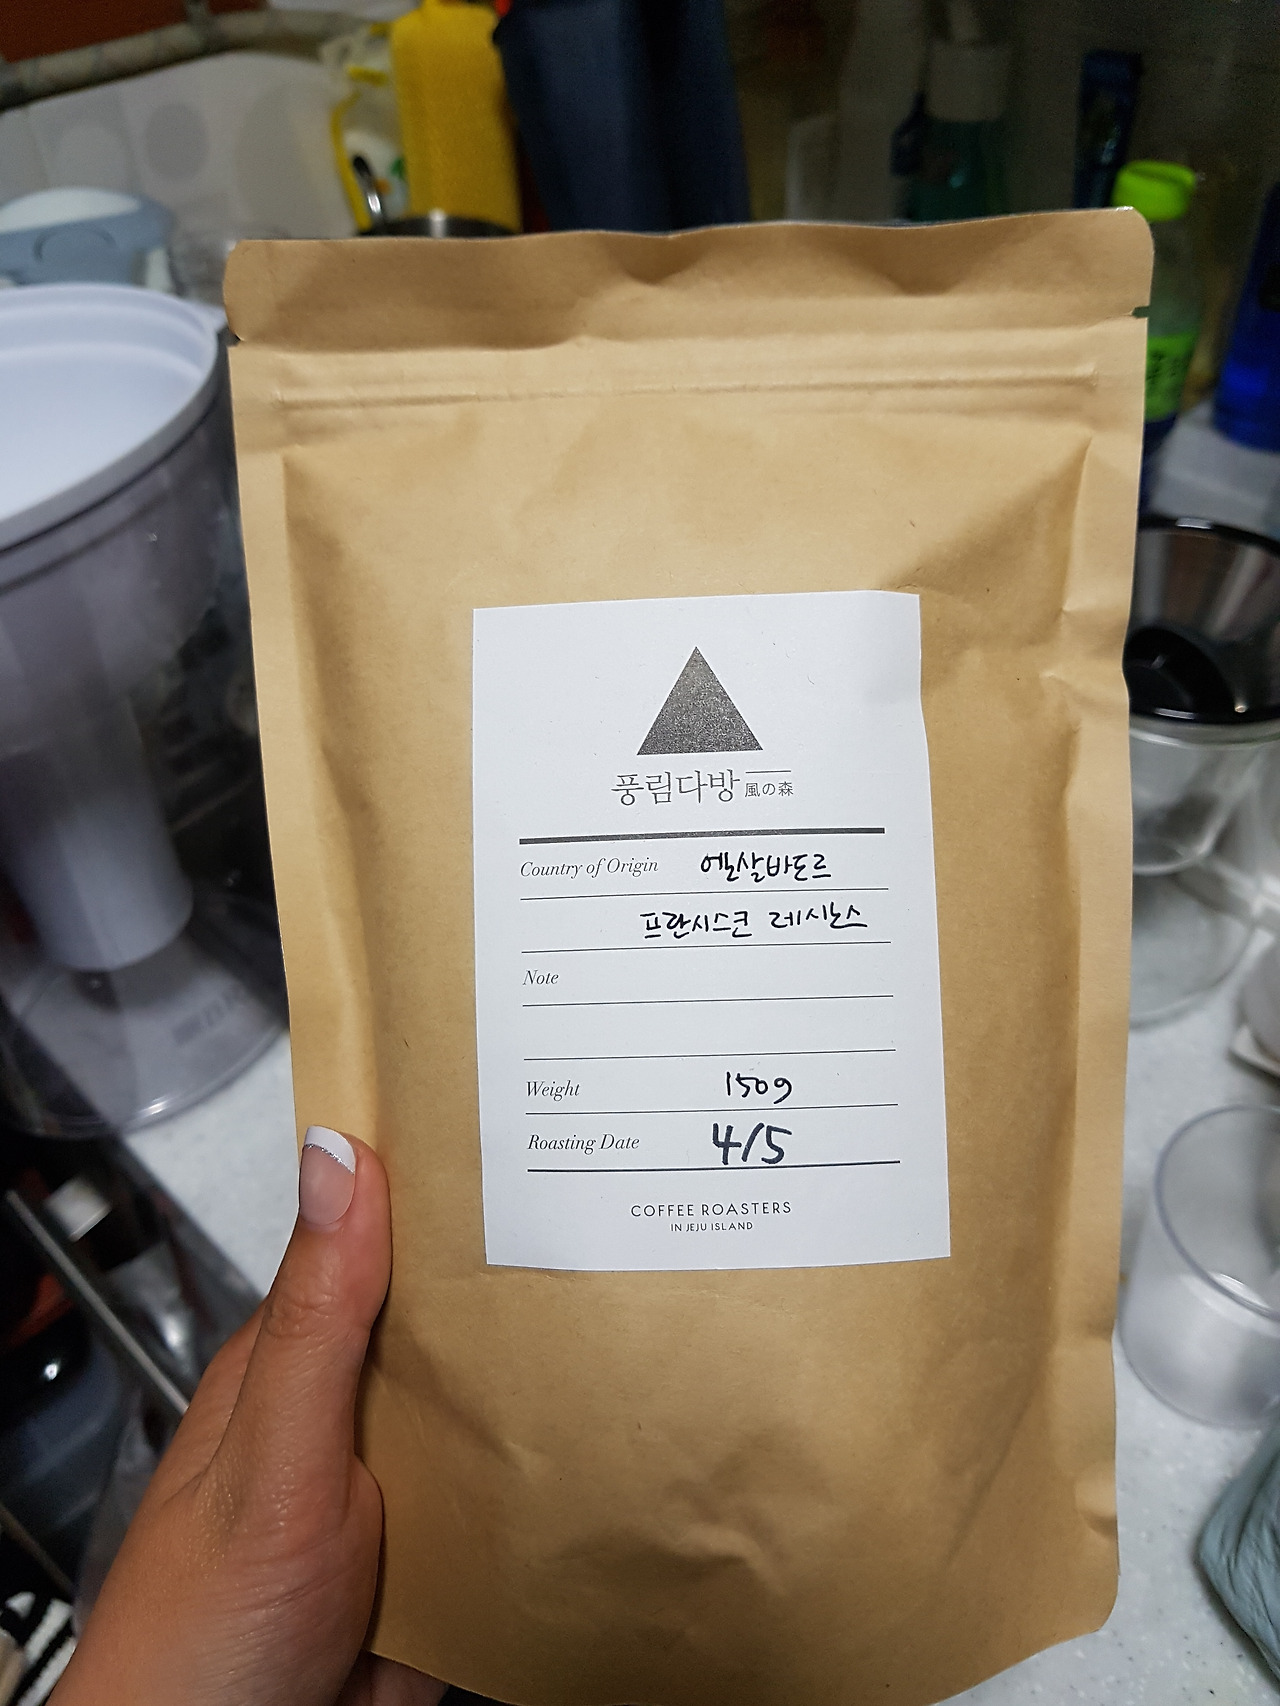 풍림다방 風の森
Country of Origin 엘살바도르
프란시스코 레시노스
Note
Weight 150g
Roasting Date 4/5
COFFEE ROASTERS
IN JEJU ISLAND